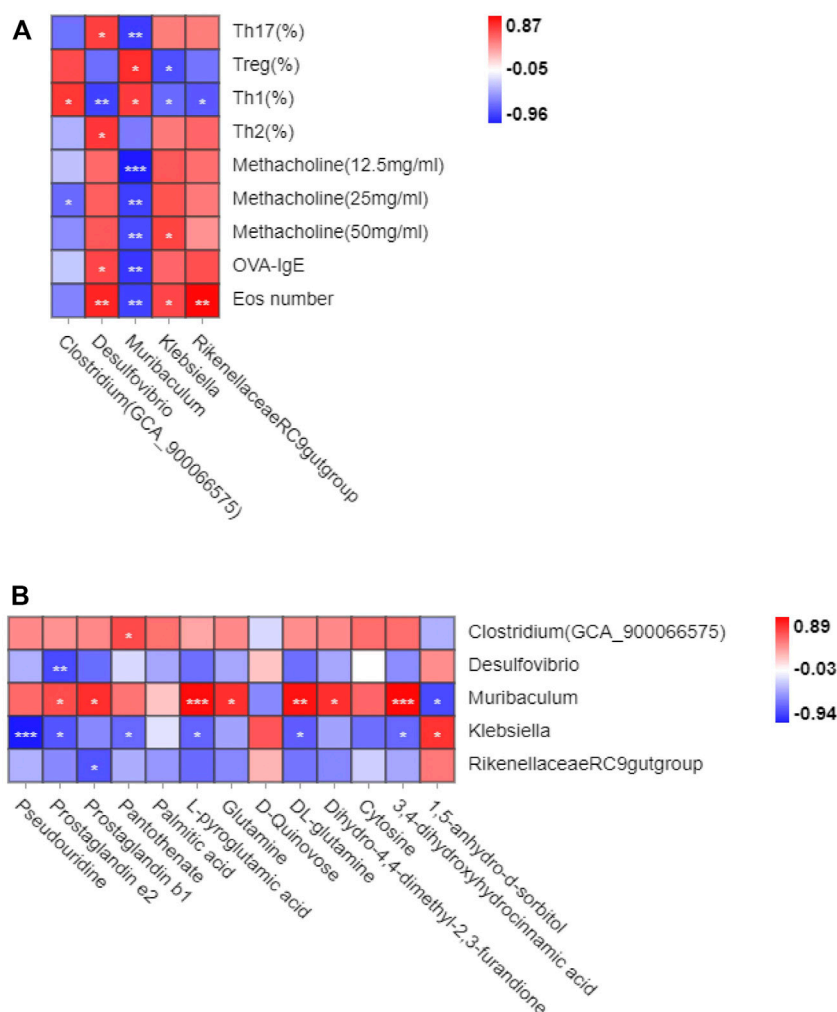 A
* ** Th17(%)
* * Treg(%)
* ** * * * Th1(%)
* Th2(%)
*** Methacholine(12.5mg/ml)
* ** Methacholine(25mg/ml)
** * Methacholine(50mg/ml)
* ** OVA-IgE
** ** * ** Eos number
Clostridium(GCA_900066575)
Desulfovibrio
Muribaculum
Klebsiella
RikenellaceaeRC9gutgroup
0.87
-0.05
-0.96
B
* Clostridium(GCA_900066575)
** Desulfovibrio
* * *** * ** * *** * Muribaculum
*** * * * * * * Klebsiella
* RikenellaceaeRC9gutgroup
Pseudouridine
Prostaglandin e2
Prostaglandin b1
Pantothenate
Palmitic acid
L-pyroglutamic acid
Glutamine
D-Quinovose
DL-glutamine
Dihydro-4,4-dimethyl-2,3-furandione
Cytosine
3,4-dihydroxyhydrocinnamic acid
1,5-anhydro-d-sorbitol
0.89
-0.03
-0.94